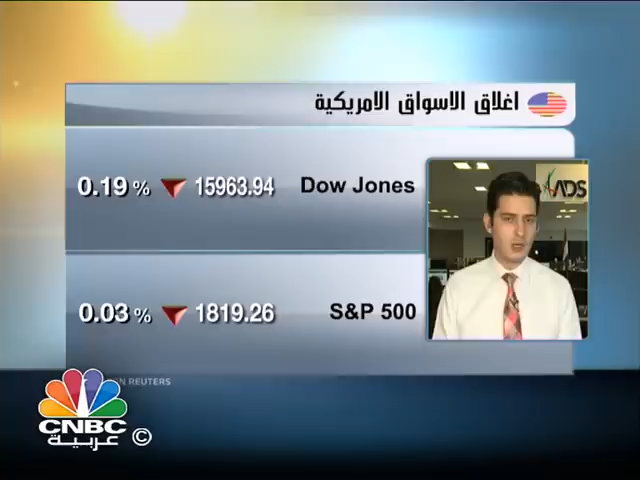 اغلاق الاسواق الامريكية
Dow Jones 15963.94 0.19 %
S&P 500 1819.26 0.03 %
ADS
REUTERS
CNBC
عربية ©